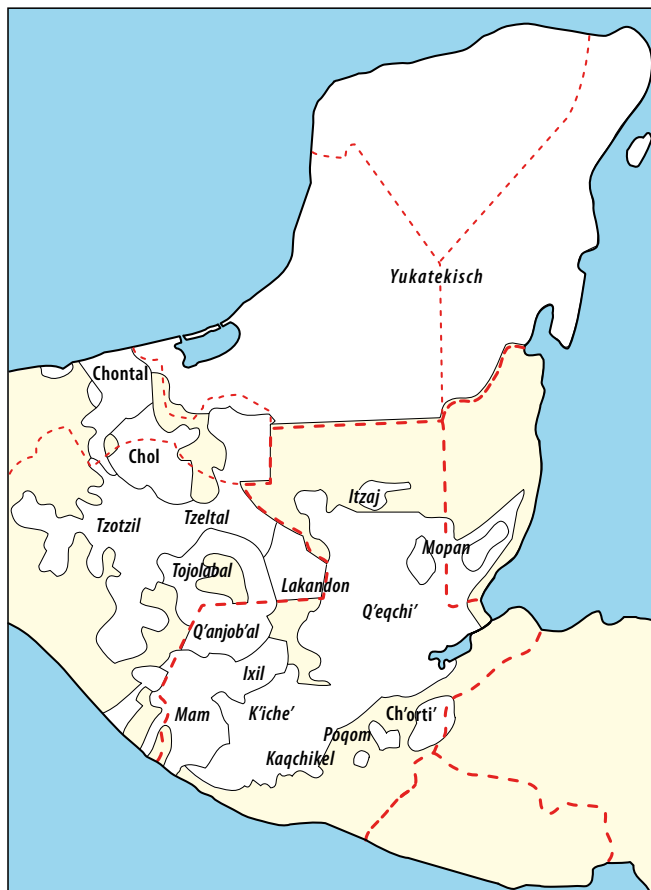 Yukatekisch
Chontal
Chol
Itzaj
Tzotzil
Tzeltal
Mopan
Tojolabal
Lakandon
Q'eqchi'
Q'anjob'al
Ixil
Mam
K'iche'
Ch'orti'
Poqom
Kaqchikel